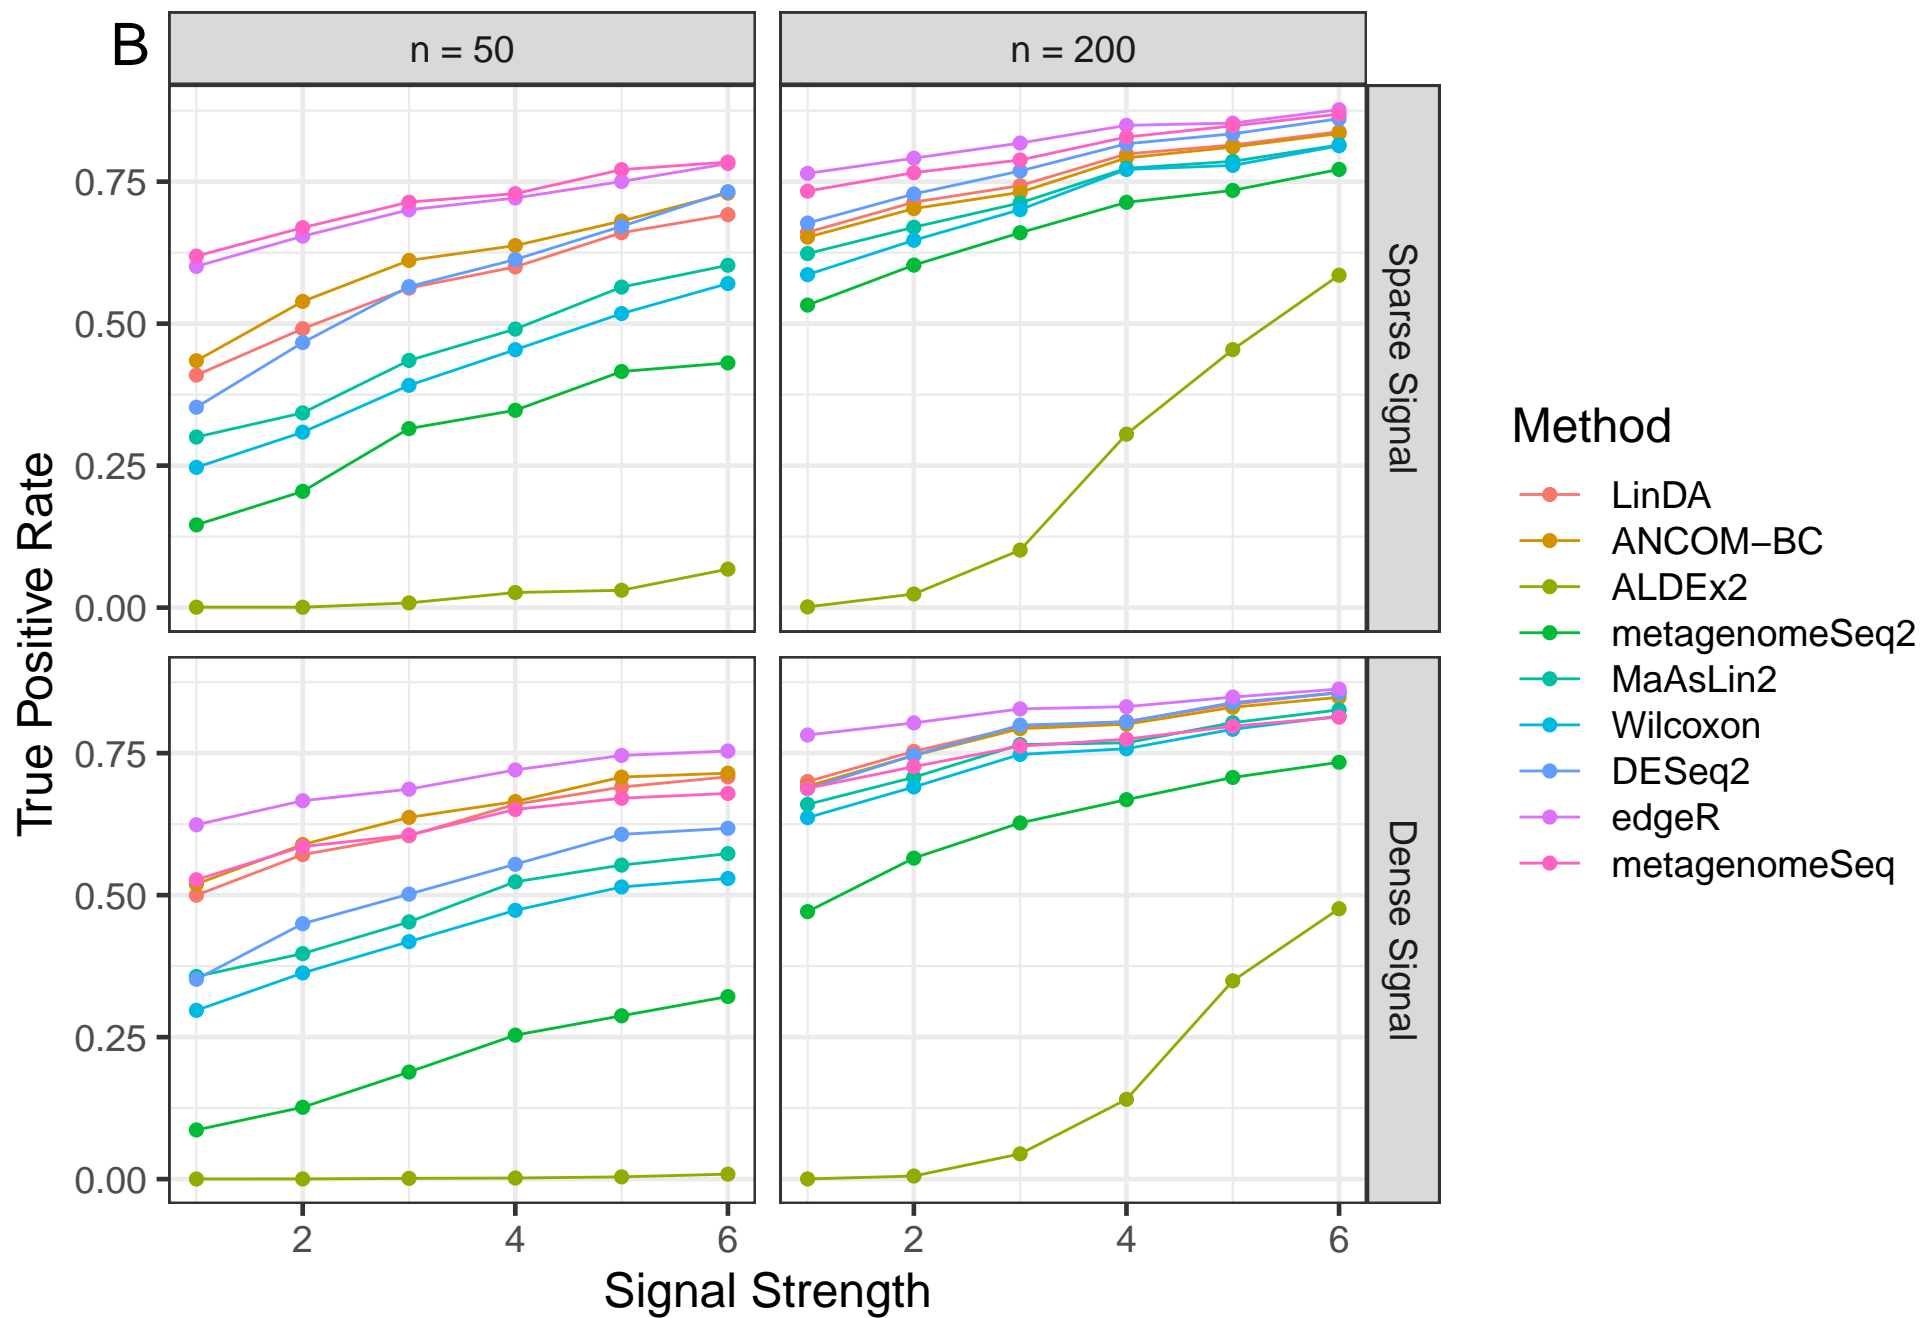 B
n = 50
n = 200
0.75
0.50
0.25
0.00
Sparse Signal
0.75
0.50
0.25
0.00
Dense Signal
True Positive Rate
2
4
6
2
4
6
Signal Strength
Method
LinDA
ANCOM−BC
ALDEx2
metagenomeSeq2
MaAsLin2
Wilcoxon
DESeq2
edgeR
metagenomeSeq